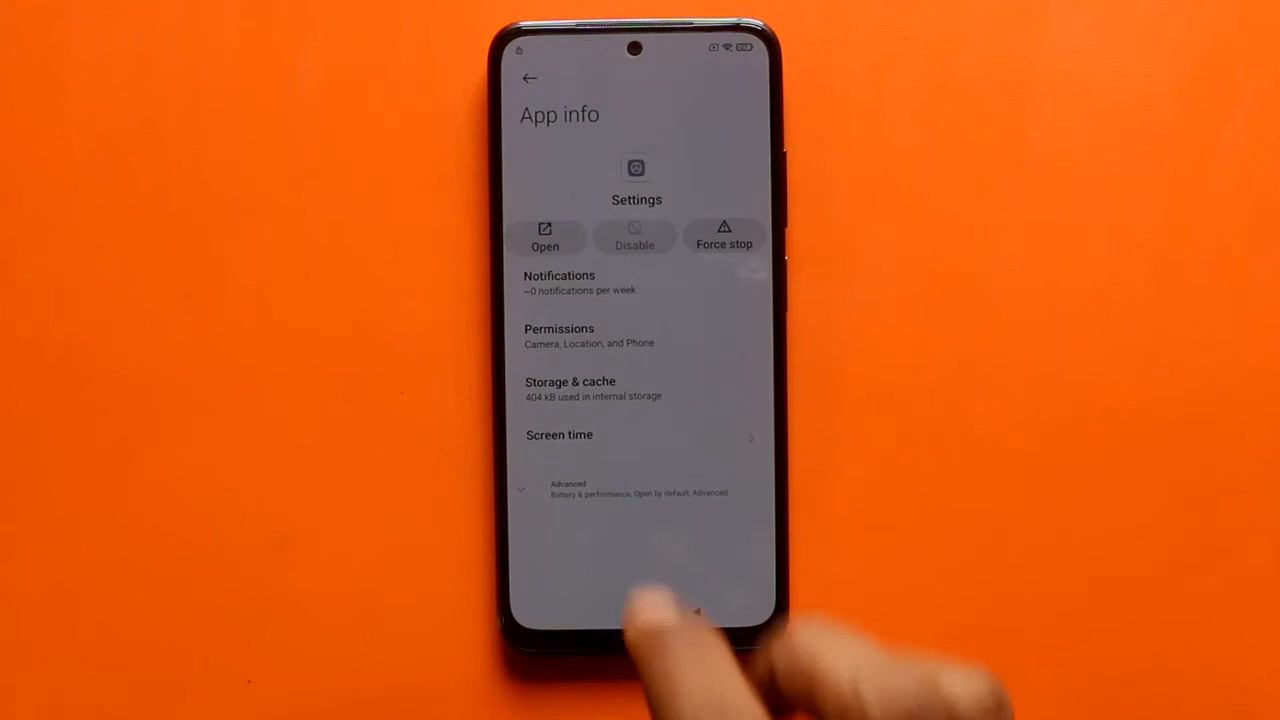 App info
Settings
Open
Disable
Force stop
Notifications
~0 notifications per week
Permissions
Camera, Location, and Phone
Storage & cache
404 kB used in internal storage
Screen time
Advanced
Battery & performance, Open by default, Advanced